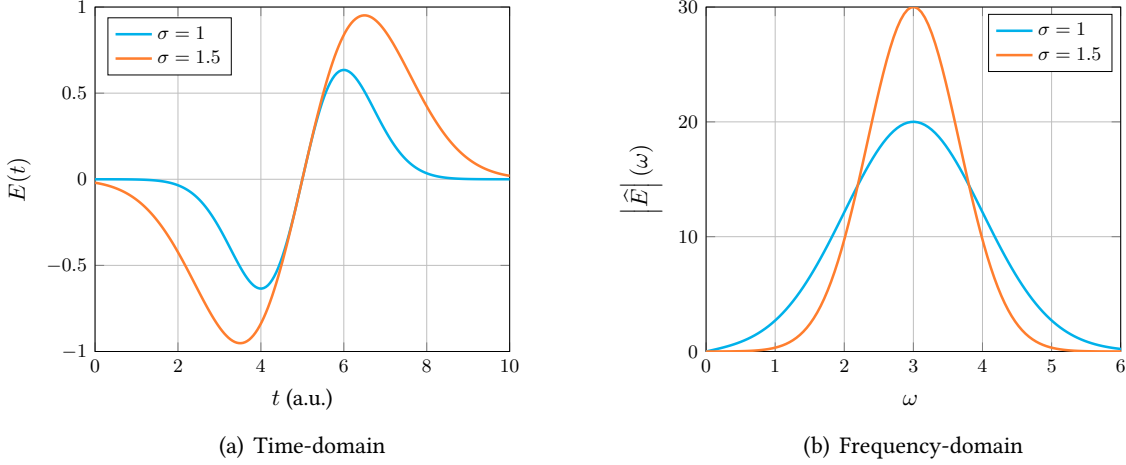 σ = 1
σ = 1.5
1
0.5
0
−0.5
−1
E(t)
0 2 4 6 8 10
t (a.u.)
(a) Time-domain
σ = 1
σ = 1.5
30
20
10
0
|Ê|(ω)
0 1 2 3 4 5 6
ω
(b) Frequency-domain